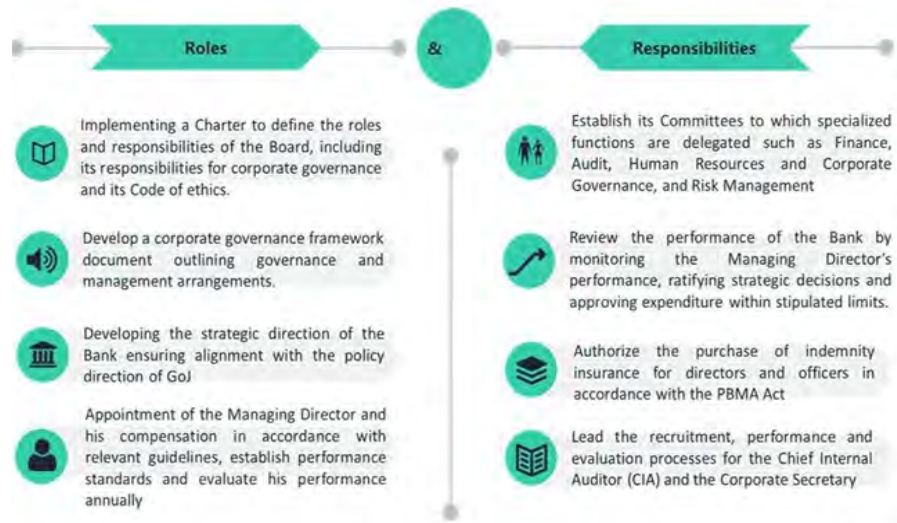 Roles
&
Responsibilities
Implementing a Charter to define the roles
and responsibilities of the Board, including
its responsibilities for corporate governance
and its Code of ethics.
Develop a corporate governance framework
document outlining governance and
management arrangements.
Developing the strategic direction of the
Bank ensuring alignment with the policy
direction of GoJ
Appointment of the Managing Director and
his compensation in accordance with
relevant guidelines, establish performance
standards and evaluate his performance
annually
Establish its Committees to which specialized
functions are delegated such as Finance,
Audit, Human Resources and Corporate
Governance, and Risk Management
Review the performance of the Bank by
monitoring the Managing Director's
performance, ratifying strategic decisions and
approving expenditure within stipulated limits.
Authorize the purchase of indemnity
insurance for directors and officers in
accordance with the PBMA Act
Lead the recruitment, performance and
evaluation processes for the Chief Internal
Auditor (CIA) and the Corporate Secretary